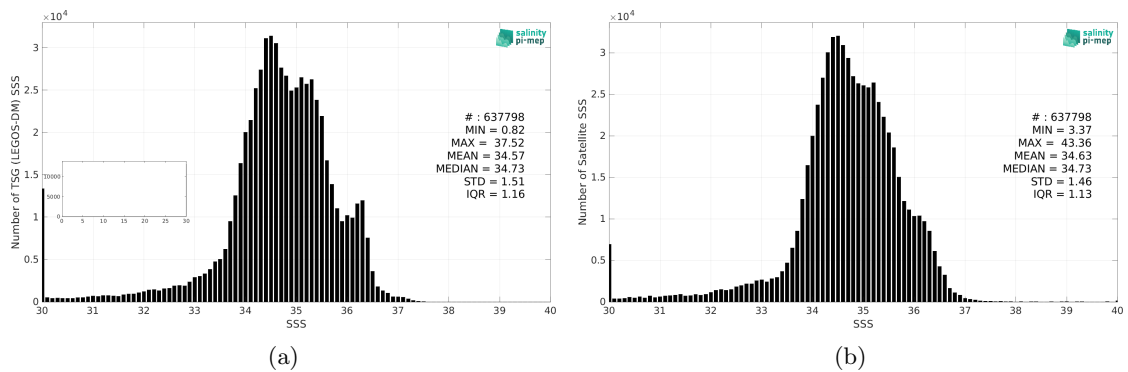 ×10⁴
3
2.5
2
1.5
1
0.5
0
Number of TSG (LEGOS-DM) SSS
salinity
pi-mep
# : 637798
MIN = 0.82
MAX = 37.52
MEAN = 34.57
MEDIAN = 34.73
STD = 1.51
IQR = 1.16
10000
5000
0
0 5 10 15 20 25 30
30 31 32 33 34 35 36 37 38 39 40
SSS
(a)
×10⁴
3
2.5
2
1.5
1
0.5
0
Number of Satellite SSS
salinity
pi-mep
# : 637798
MIN = 3.37
MAX = 43.36
MEAN = 34.63
MEDIAN = 34.73
STD = 1.46
IQR = 1.13
30 31 32 33 34 35 36 37 38 39 40
SSS
(b)